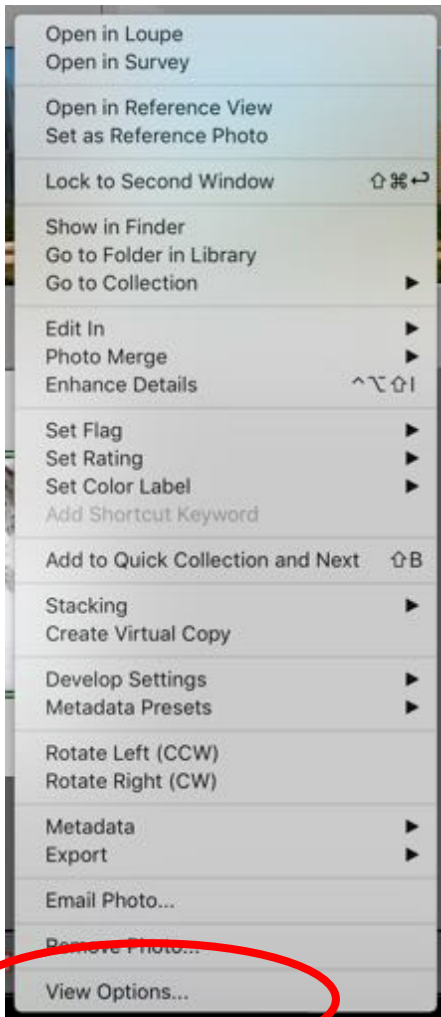 Open in Loupe
Open in Survey
Open in Reference View
Set as Reference Photo
Lock to Second Window ⇧⌘↩
Show in Finder
Go to Folder in Library
Go to Collection ▶
Edit In ▶
Photo Merge ▶
Enhance Details ^⌥⇧I
Set Flag ▶
Set Rating ▶
Set Color Label ▶
Add Shortcut Keyword
Add to Quick Collection and Next ⇧B
Stacking ▶
Create Virtual Copy
Develop Settings ▶
Metadata Presets ▶
Rotate Left (CCW)
Rotate Right (CW)
Metadata ▶
Export ▶
Email Photo...
Remove Photo...
View Options...